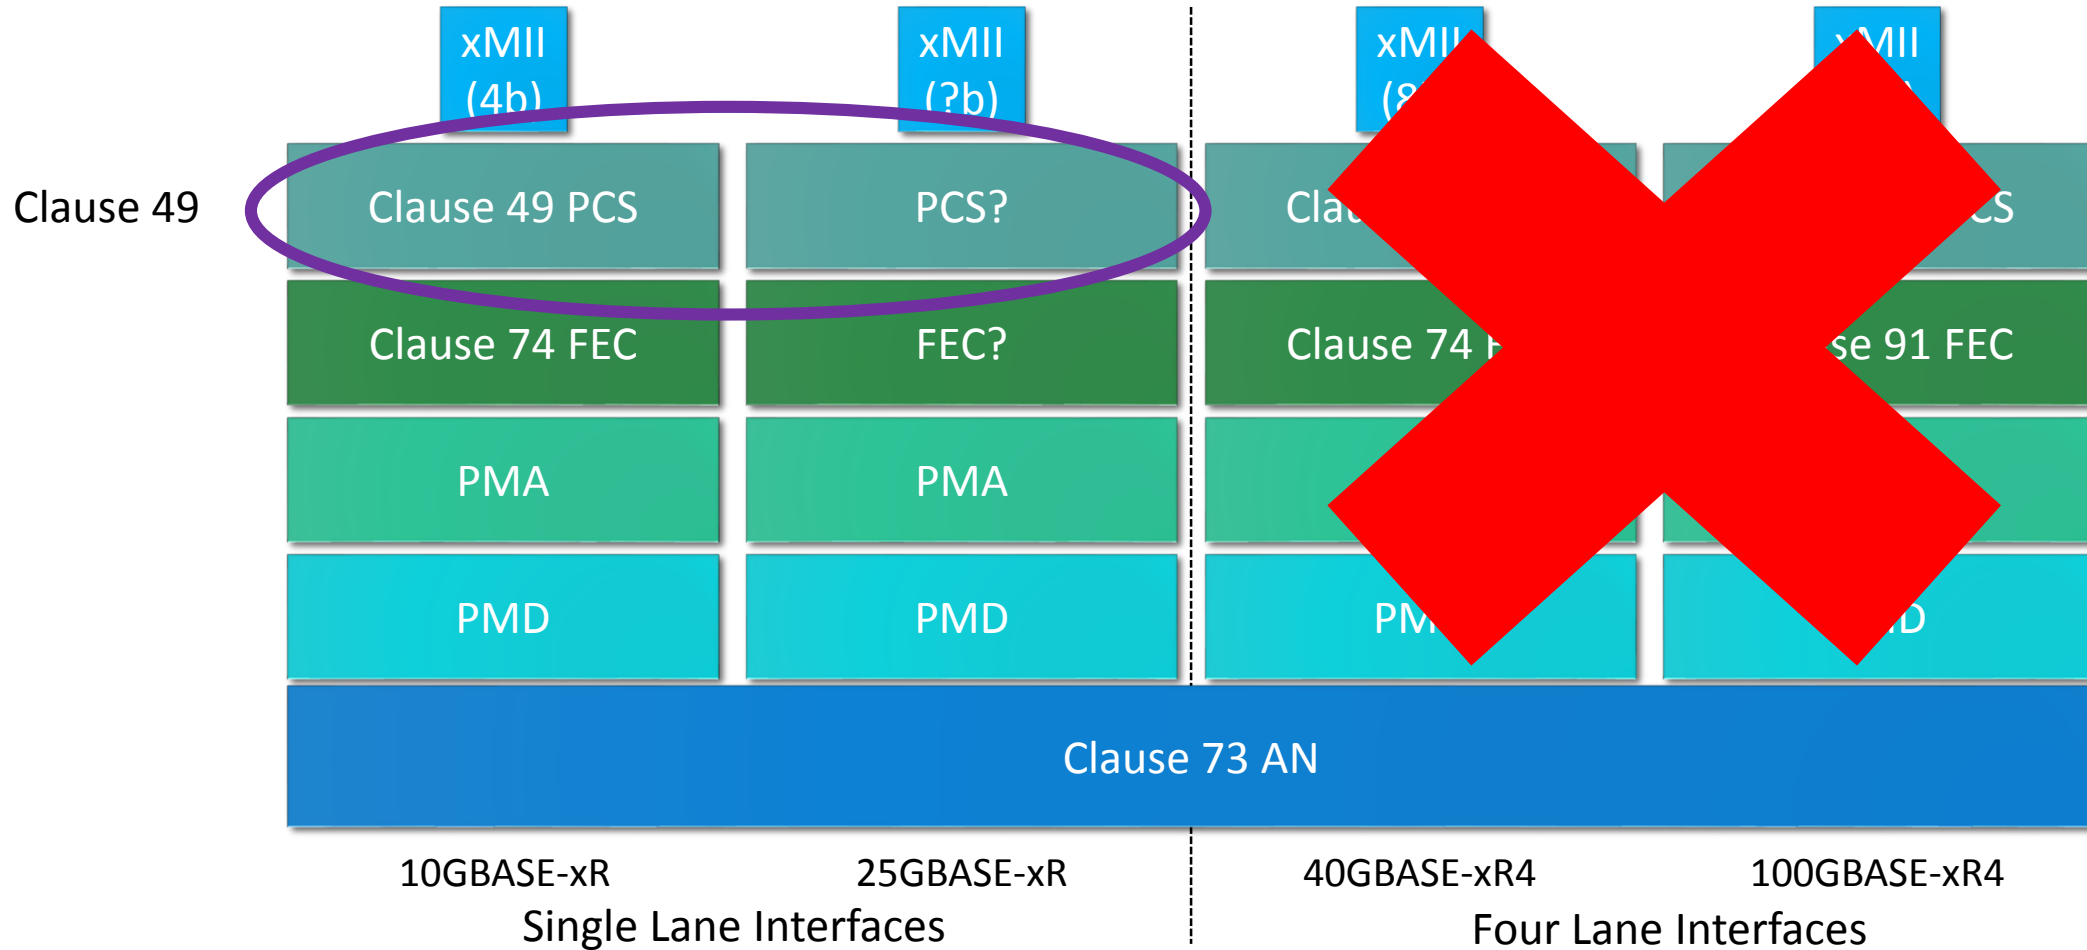 xMII
(4b)
xMII
(?b)
xMII
xMII
Clause 49
Clause 49 PCS
PCS?
Clause 74 FEC
FEC?
Clause 74
91 FEC
PMA
PMA
PMD
PMD
Clause 73 AN
10GBASE-xR
25GBASE-xR
40GBASE-xR4
100GBASE-xR4
Single Lane Interfaces
Four Lane Interfaces